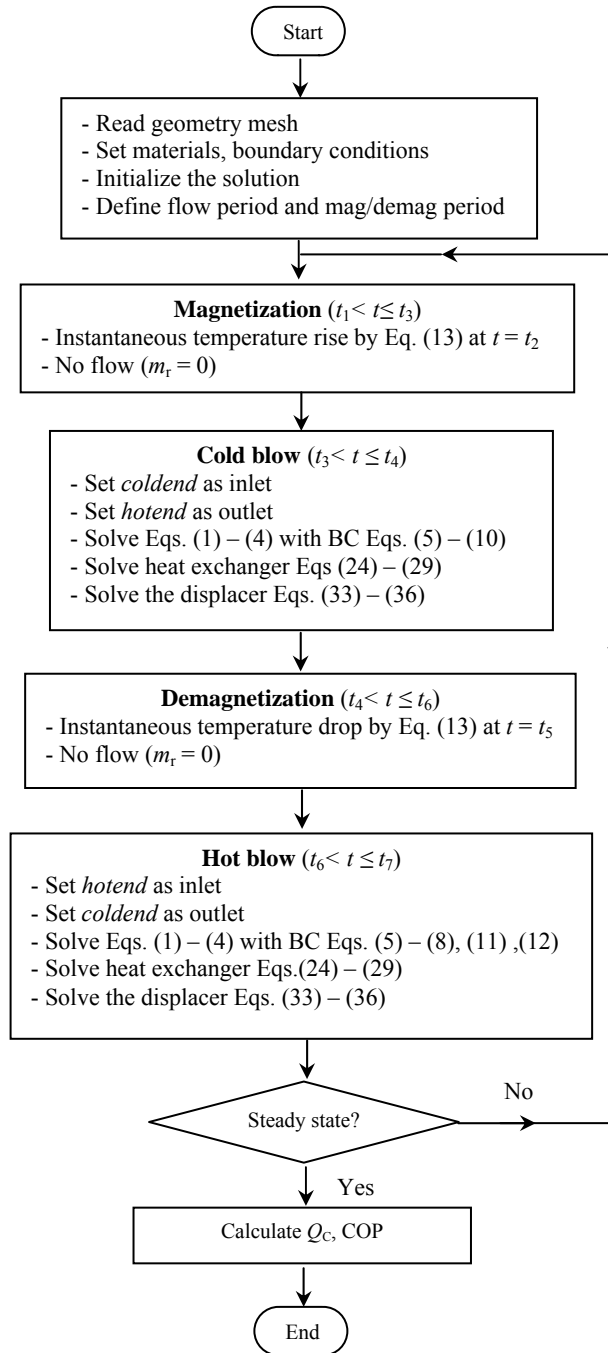 Start
- Read geometry mesh
- Set materials, boundary conditions
- Initialize the solution
- Define flow period and mag/demag period
Magnetization (t₁< t≤ t₃)
- Instantaneous temperature rise by Eq. (13) at t = t₂
- No flow (mᵣ = 0)
Cold blow (t₃< t ≤ t₄)
- Set coldend as inlet
- Set hotend as outlet
- Solve Eqs. (1) – (4) with BC Eqs. (5) – (10)
- Solve heat exchanger Eqs (24) – (29)
- Solve the displacer Eqs. (33) – (36)
Demagnetization (t₄< t ≤ t₆)
- Instantaneous temperature drop by Eq. (13) at t = t₅
- No flow (mᵣ = 0)
Hot blow (t₆< t ≤ t₇)
- Set hotend as inlet
- Set coldend as outlet
- Solve Eqs. (1) – (4) with BC Eqs. (5) – (8), (11) ,(12)
- Solve heat exchanger Eqs.(24) – (29)
- Solve the displacer Eqs. (33) – (36)
Steady state?
No
Yes
Calculate Q_C, COP
End